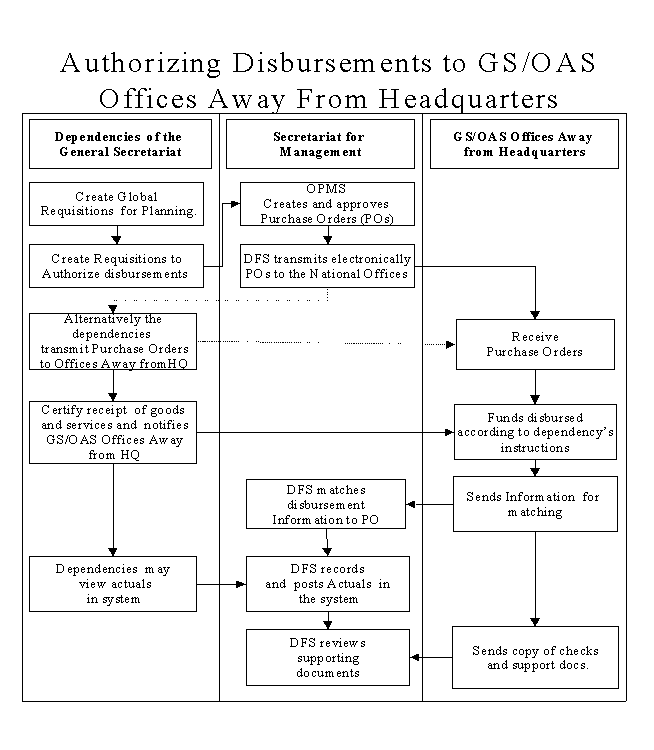 Authorizing Disbursements to GS/OAS
Offices Away From Headquarters
Dependencies of the
General Secretariat
Secretariat for
Management
GS/OAS Offices Away
from Headquarters
Create Global
Requisitions for Planning.
OPMS
Creates and approves
Purchase Orders (POs)
Create Requisitions to
Authorize disbursements
DFS transmits electronically
POs to the National Offices
Alternatively the
dependencies
transmit Purchase Orders
to Offices Away from HQ
Receive
Purchase Orders
Certify receipt of goods
and services and notifies
GS/OAS Offices Away
from HQ
Funds disbursed
according to dependency's
instructions
DFS matches
disbursement
Information to PO
Sends Information for
matching
Dependencies may
view actuals
in system
DFS records
and posts Actuals in
the system
DFS reviews
supporting
documents
Sends copy of checks
and support docs.